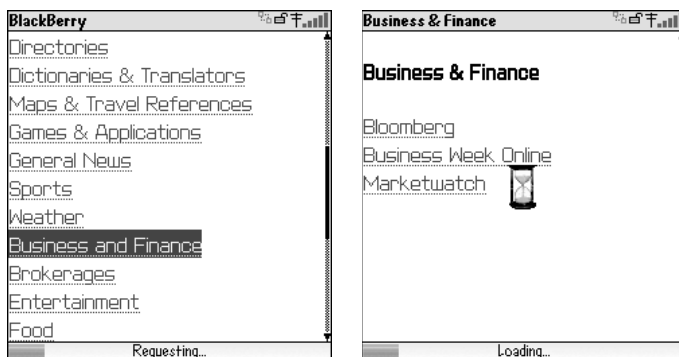 BlackBerry
Directories
Dictionaries & Translators
Maps & Travel References
Games & Applications
General News
Sports
Weather
Business and Finance
Brokerages
Entertainment
Food
Requesting...
Business & Finance
Business & Finance
Bloomberg
Business Week Online
Marketwatch
Loading...